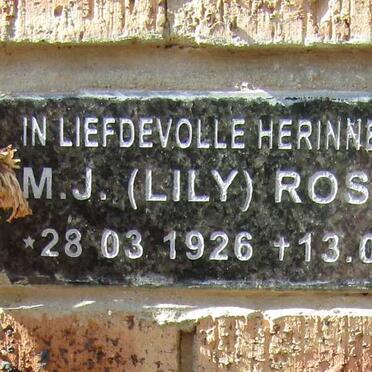 IN LIEFDEVOLLE HERINNE
M.J. (LILY) ROS
*28 03 1926 †13.0